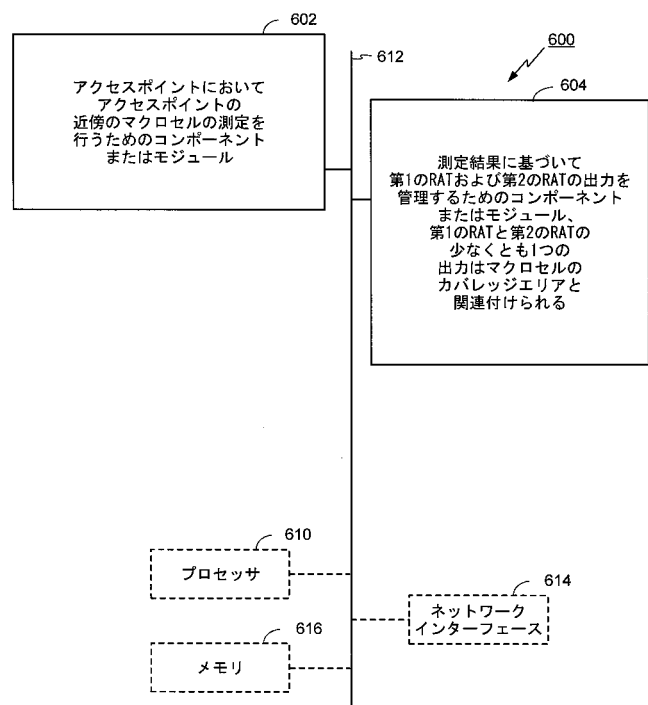 602
612
600
604
アクセスポイントにおいて
アクセスポイントの
近傍のマクロセルの測定を
行うためのコンポーネント
またはモジュール
測定結果に基づいて
第1のRATおよび第2のRATの出力を
管理するためのコンポーネント
またはモジュール、
第1のRATと第2のRATの
少なくとも1つの
出力はマクロセルの
カバレッジエリアと
関連付けられる
610
プロセッサ
614
ネットワーク
インターフェース
616
メモリ